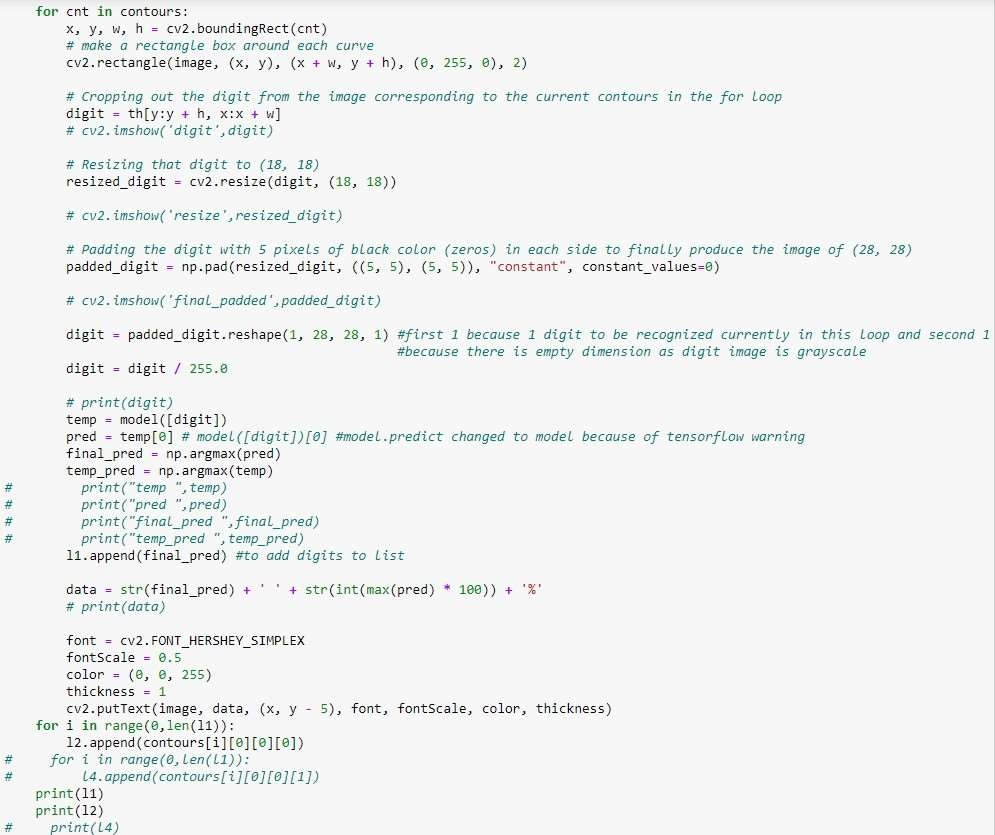 for cnt in contours:
x, y, w, h = cv2.boundingRect(cnt)
# make a rectangle box around each curve
cv2.rectangle(image, (x, y), (x + w, y + h), (0, 255, 0), 2)
# Cropping out the digit from the image corresponding to the current contours in the for loop
digit = th[y:y + h, x:x + w]
# cv2.imshow('digit',digit)
# Resizing that digit to (18, 18)
resized_digit = cv2.resize(digit, (18, 18))
# cv2.imshow('resize',resized_digit)
# Padding the digit with 5 pixels of black color (zeros) in each side to finally produce the image of (28, 28)
padded_digit = np.pad(resized_digit, ((5, 5), (5, 5)), "constant", constant_values=0)
# cv2.imshow('final_padded',padded_digit)
digit = padded_digit.reshape(1, 28, 28, 1) #first 1 because 1 digit to be recognized currently in this loop and second 1
#because there is empty dimension as digit image is grayscale
digit = digit / 255.0
# print(digit)
temp = model([digit])
pred = temp[0] # model([digit])[0] #model.predict changed to model because of tensorflow warning
final_pred = np.argmax(pred)
temp_pred = np.argmax(temp)
# print("temp ",temp)
# print("pred ",pred)
# print("final_pred ",final_pred)
# print("temp_pred ",temp_pred)
l1.append(final_pred) #to add digits to list
data = str(final_pred) + ' ' + str(int(max(pred) * 100)) + '%'
# print(data)
font = cv2.FONT_HERSHEY_SIMPLEX
fontScale = 0.5
color = (0, 0, 255)
thickness = 1
cv2.putText(image, data, (x, y - 5), font, fontScale, color, thickness)
for i in range(0,len(l1)):
l2.append(contours[i][0][0][0])
# for i in range(0,len(l1)):
# l4.append(contours[i][0][0][1])
print(l1)
print(l2)
# print(l4)